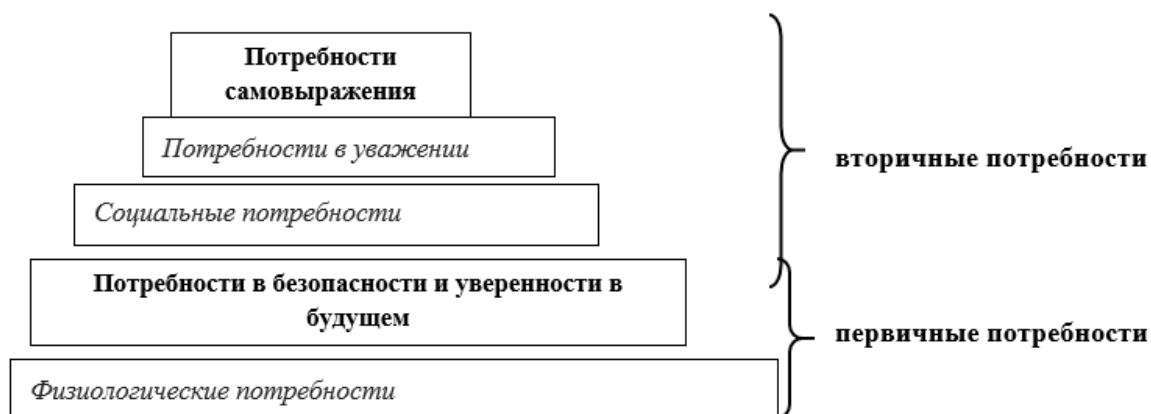 Потребности
самовыражения
Потребности в уважении
вторичные потребности
Социальные потребности
Потребности в безопасности и уверенности в
будущем
первичные потребности
Физиологические потребности